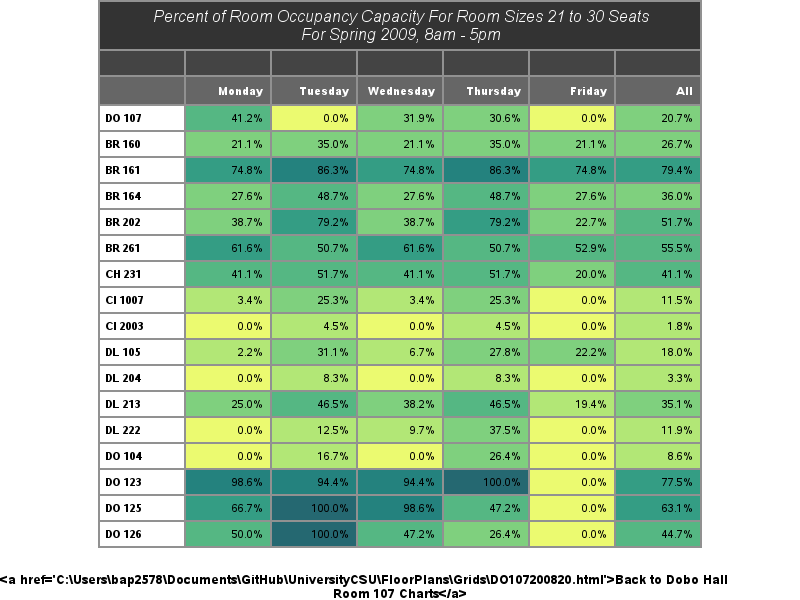 Percent of Room Occupancy Capacity For Room Sizes 21 to 30 Seats
For Spring 2009, 8am - 5pm
Monday Tuesday Wednesday Thursday Friday All
DO 107 41.2% 0.0% 31.9% 30.6% 0.0% 20.7%
BR 160 21.1% 35.0% 21.1% 35.0% 21.1% 26.7%
BR 161 74.8% 86.3% 74.8% 86.3% 74.8% 79.4%
BR 164 27.6% 48.7% 27.6% 48.7% 27.6% 36.0%
BR 202 38.7% 79.2% 38.7% 79.2% 22.7% 51.7%
BR 261 61.6% 50.7% 61.6% 50.7% 52.9% 55.5%
CH 231 41.1% 51.7% 41.1% 51.7% 20.0% 41.1%
CI 1007 3.4% 25.3% 3.4% 25.3% 0.0% 11.5%
CI 2003 0.0% 4.5% 0.0% 4.5% 0.0% 1.8%
DL 105 2.2% 31.1% 6.7% 27.8% 22.2% 18.0%
DL 204 0.0% 8.3% 0.0% 8.3% 0.0% 3.3%
DL 213 25.0% 46.5% 38.2% 46.5% 19.4% 35.1%
DL 222 0.0% 12.5% 9.7% 37.5% 0.0% 11.9%
DO 104 0.0% 16.7% 0.0% 26.4% 0.0% 8.6%
DO 123 98.6% 94.4% 94.4% 100.0% 0.0% 77.5%
DO 125 66.7% 100.0% 98.6% 47.2% 0.0% 63.1%
DO 126 50.0% 100.0% 47.2% 26.4% 0.0% 44.7%
<a href='C:\Users\bap2578\Documents\GitHub\UniversityCSU\FloorPlans\Grids\DO107200820.html'>Back to Dobo Hall
Room 107 Charts</a>